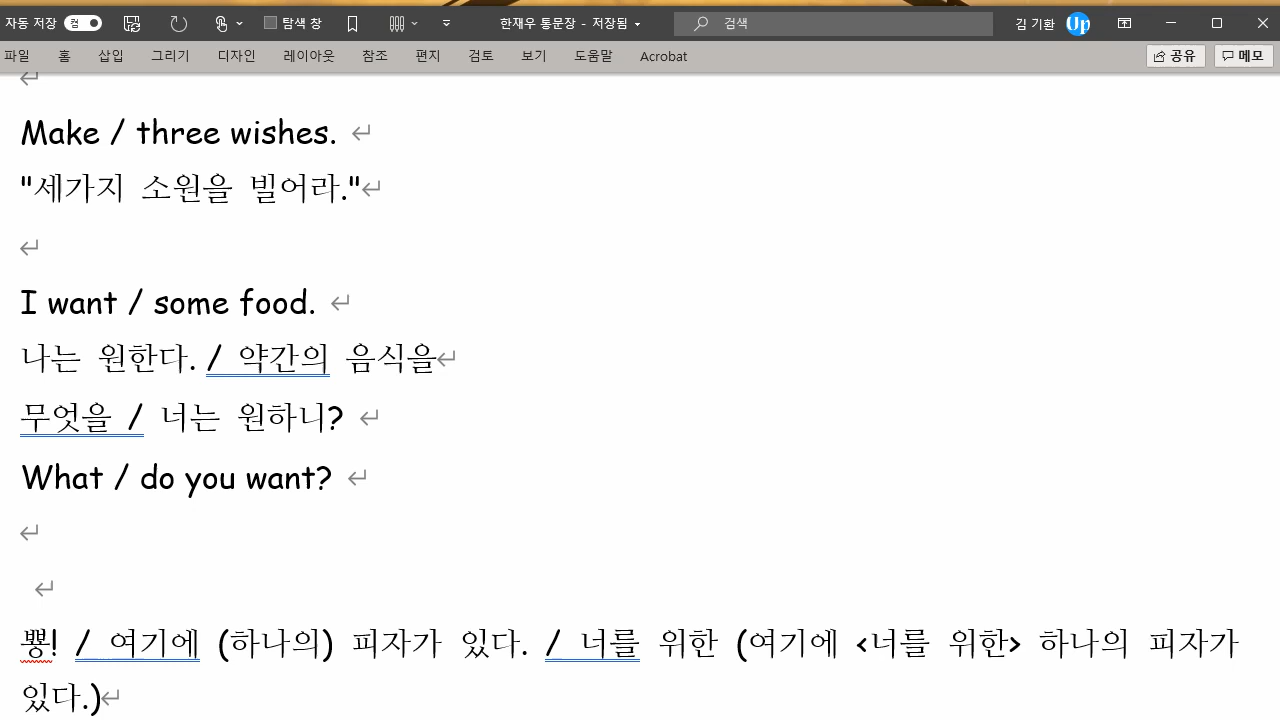 자동 저장 컴 탐색 창 한재우 통문장 - 저장됨 검색 김 기환 Up
파일 홈 삽입 그리기 디자인 레이아웃 참조 편지 검토 보기 도움말 Acrobat 공유 메모
Make / three wishes.
"세가지 소원을 빌어라."
I want / some food.
나는 원한다. / 약간의 음식을
무엇을 / 너는 원하니?
What / do you want?
뿅! / 여기에 (하나의) 피자가 있다. / 너를 위한 (여기에 <너를 위한> 하나의 피자가
있다.)